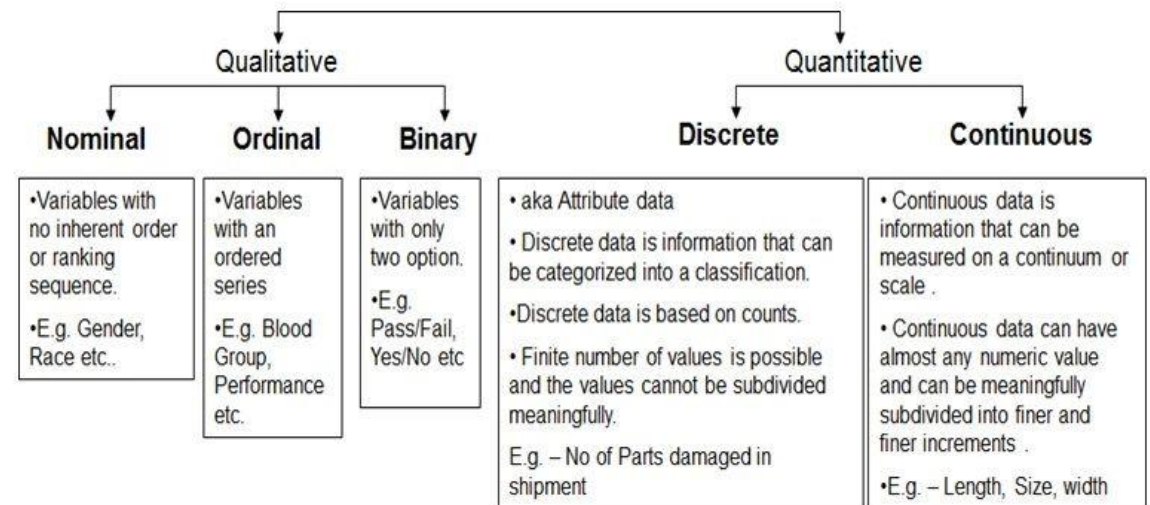 Qualitative
Quantitative
Nominal
Ordinal
Binary
Discrete
Continuous
•Variables with
no inherent order
or ranking
sequence.
•E.g. Gender,
Race etc..
•Variables
with an
ordered
series
•E.g. Blood
Group,
Performance
etc.
•Variables
with only
two option.
•E.g.
Pass/Fail,
Yes/No etc
• aka Attribute data
• Discrete data is information that can
be categorized into a classification.
•Discrete data is based on counts.
• Finite number of values is possible
and the values cannot be subdivided
meaningfully.
E.g. – No of Parts damaged in
shipment
• Continuous data is
information that can be
measured on a continuum or
scale .
• Continuous data can have
almost any numeric value
and can be meaningfully
subdivided into finer and
finer increments .
•E.g. – Length, Size, width